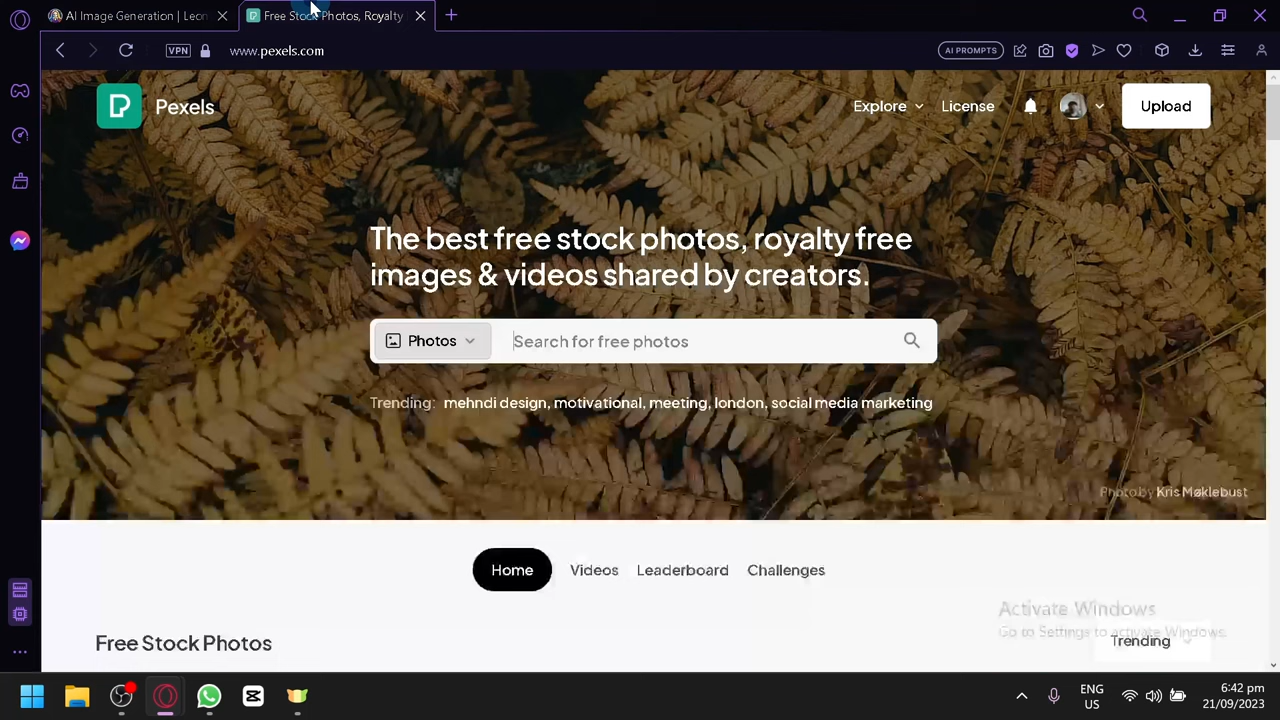 AI Image Generation | Leon
Free Stock Photos, Royalty
VPN
www.pexels.com
AI PROMPTS
Pexels
Explore
License
Upload
The best free stock photos, royalty free
images & videos shared by creators.
Photos
Search for free photos
Trending: mehndi design, motivational, meeting, london, social media marketing
Photo by Kris Møklebust
Home
Videos
Leaderboard
Challenges
Activate Windows
Go to Settings to activate Windows.
Free Stock Photos
Trending
ENG
US
6:42 pm
21/09/2023